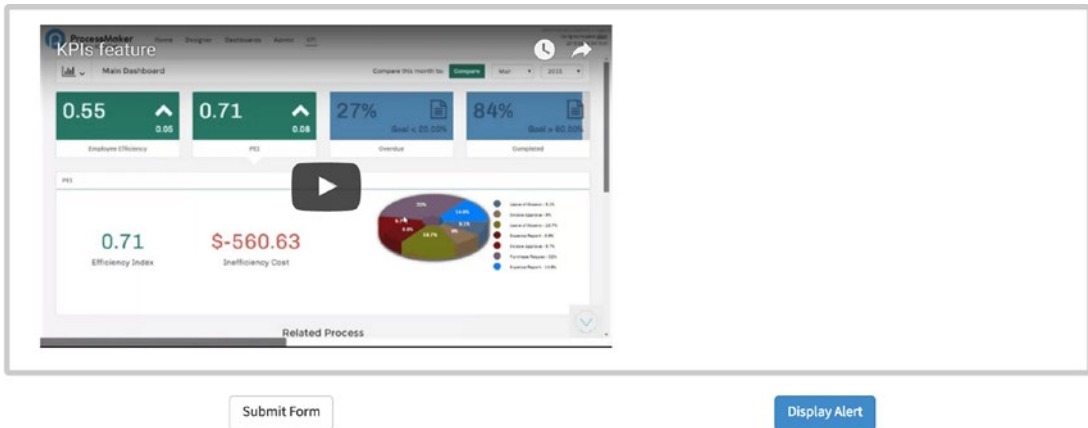 ProcessMaker Home Designer Dashboards Admin KPI
KPIs feature
Main Dashboard
Compare this month to: Compare Mar 2015
0.55
0.05
Employee Efficiency
0.71
0.08
PEI
27%
Goal < 20.00%
Overdue
84%
Goal > 80.00%
Completed
PEI
0.71
Efficiency Index
$-560.63
Inefficiency Cost
Related Process
Submit Form
Display Alert